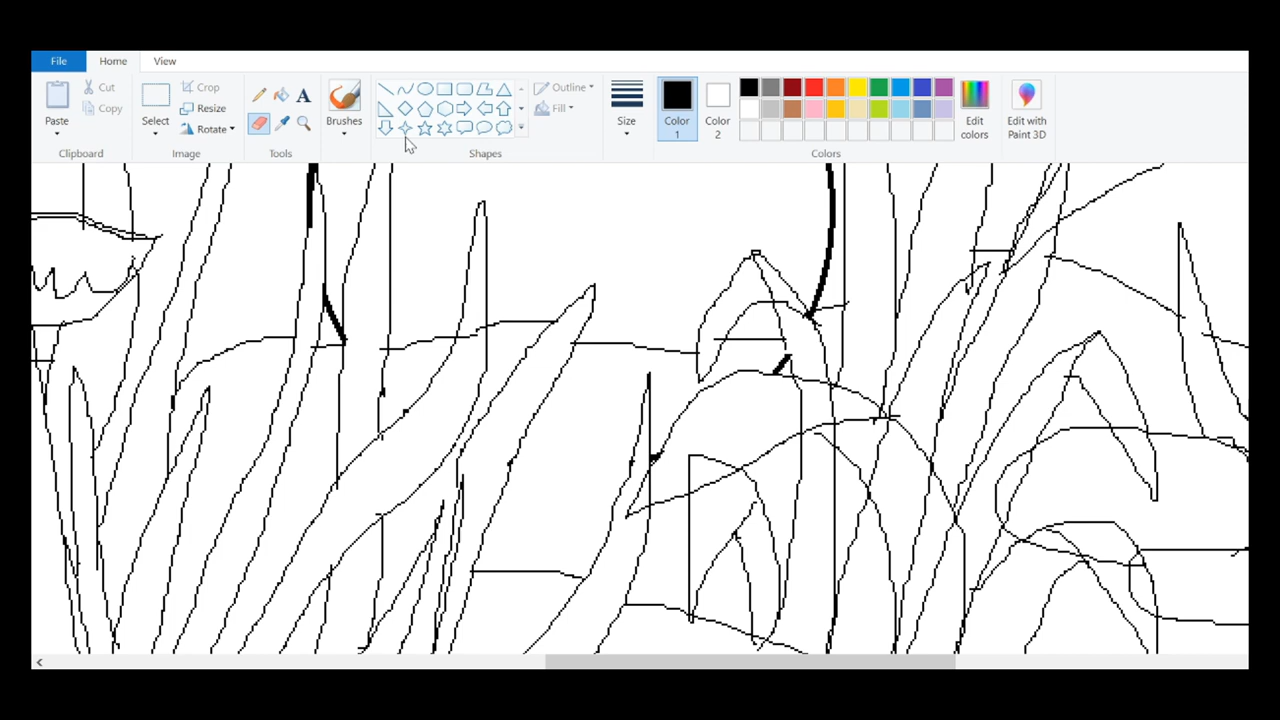 File Home View
Paste
Cut
Copy
Clipboard
Select
Crop
Resize
Rotate
Image
A
Tools
Brushes
Outline
Fill
Shapes
Size
Color
1
Color
2
Edit
colors
Colors
Edit with
Paint 3D